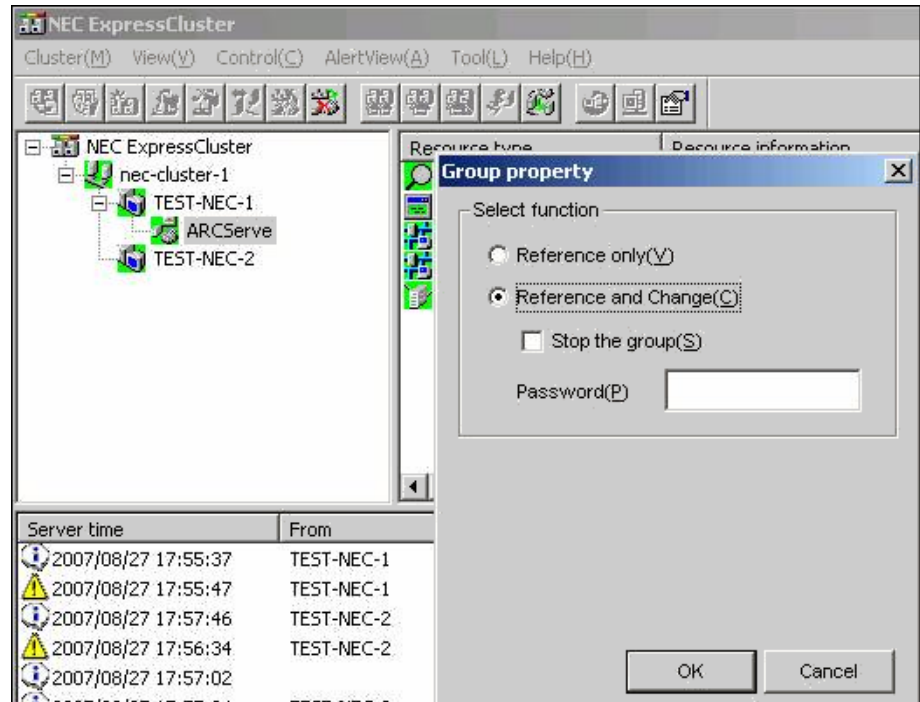 NEC ExpressCluster
Cluster(M) View(V) Control(C) AlertView(A) Tool(L) Help(H)
NEC ExpressCluster
nec-cluster-1
TEST-NEC-1
ARCServe
TEST-NEC-2
Resource type Resource information
Group property
Select function
Reference only(V)
Reference and Change(C)
Stop the group(S)
Password(P)
OK Cancel
Server time From
2007/08/27 17:55:37 TEST-NEC-1
2007/08/27 17:55:47 TEST-NEC-1
2007/08/27 17:57:46 TEST-NEC-2
2007/08/27 17:56:34 TEST-NEC-2
2007/08/27 17:57:02